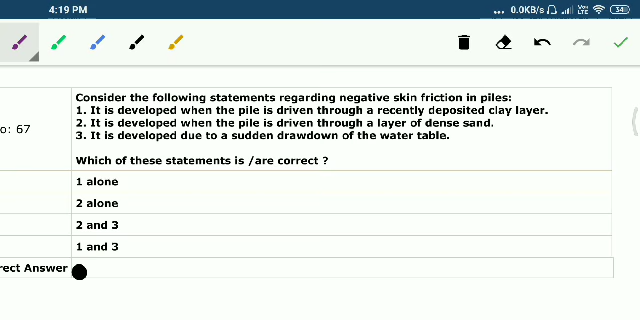 4:19 PM
... 0.0KB/s
Vo) LTE
34
Consider the following statements regarding negative skin friction in piles:
1. It is developed when the pile is driven through a recently deposited clay layer.
o: 67
2. It is developed when the pile is driven through a layer of dense sand.
3. It is developed due to a sudden drawdown of the water table.
Which of these statements is /are correct ?
1 alone
2 alone
2 and 3
1 and 3
rect Answer